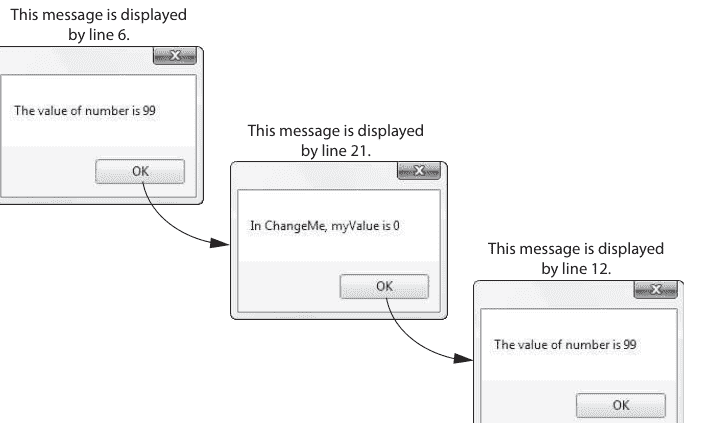 This message is displayed
by line 6.
X
The value of number is 99
OK
This message is displayed
by line 21.
X
In ChangeMe, myValue is 0
OK
This message is displayed
by line 12.
X
The value of number is 99
OK